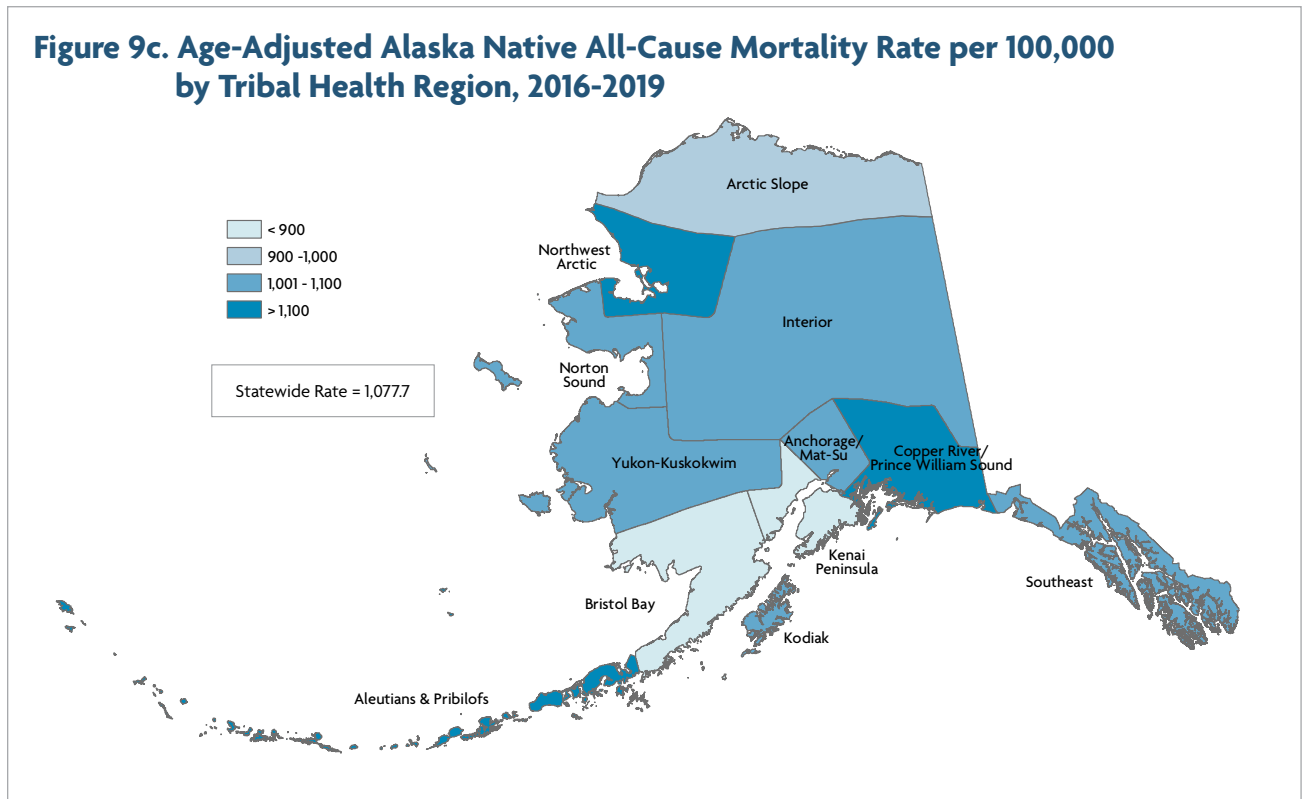 Figure 9c. Age-Adjusted Alaska Native All-Cause Mortality Rate per 100,000
by Tribal Health Region, 2016-2019
Arctic Slope
< 900
900 -1,000
1,001 - 1,100
> 1,100
Northwest
Arctic
Interior
Statewide Rate = 1,077.7
Norton
Sound
Anchorage/
Mat-Su
Copper River/
Prince William Sound
Yukon-Kuskokwim
Kenai
Peninsula
Southeast
Bristol Bay
Kodiak
Aleutians & Pribilofs